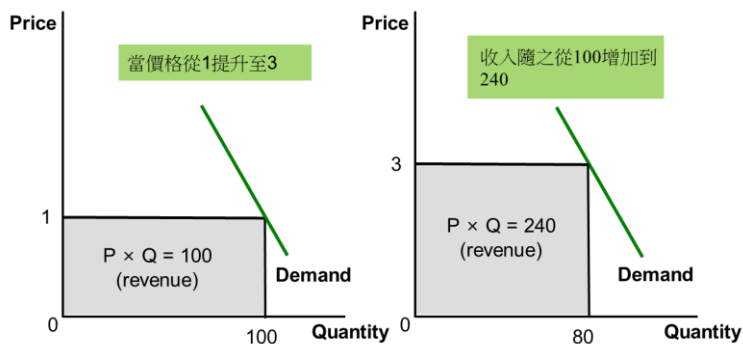 Price
當價格從1提升至3
1
P × Q = 100
(revenue)
Demand
0
100
Quantity
Price
收入隨之從100增加到
240
3
P × Q = 240
(revenue)
Demand
0
80
Quantity